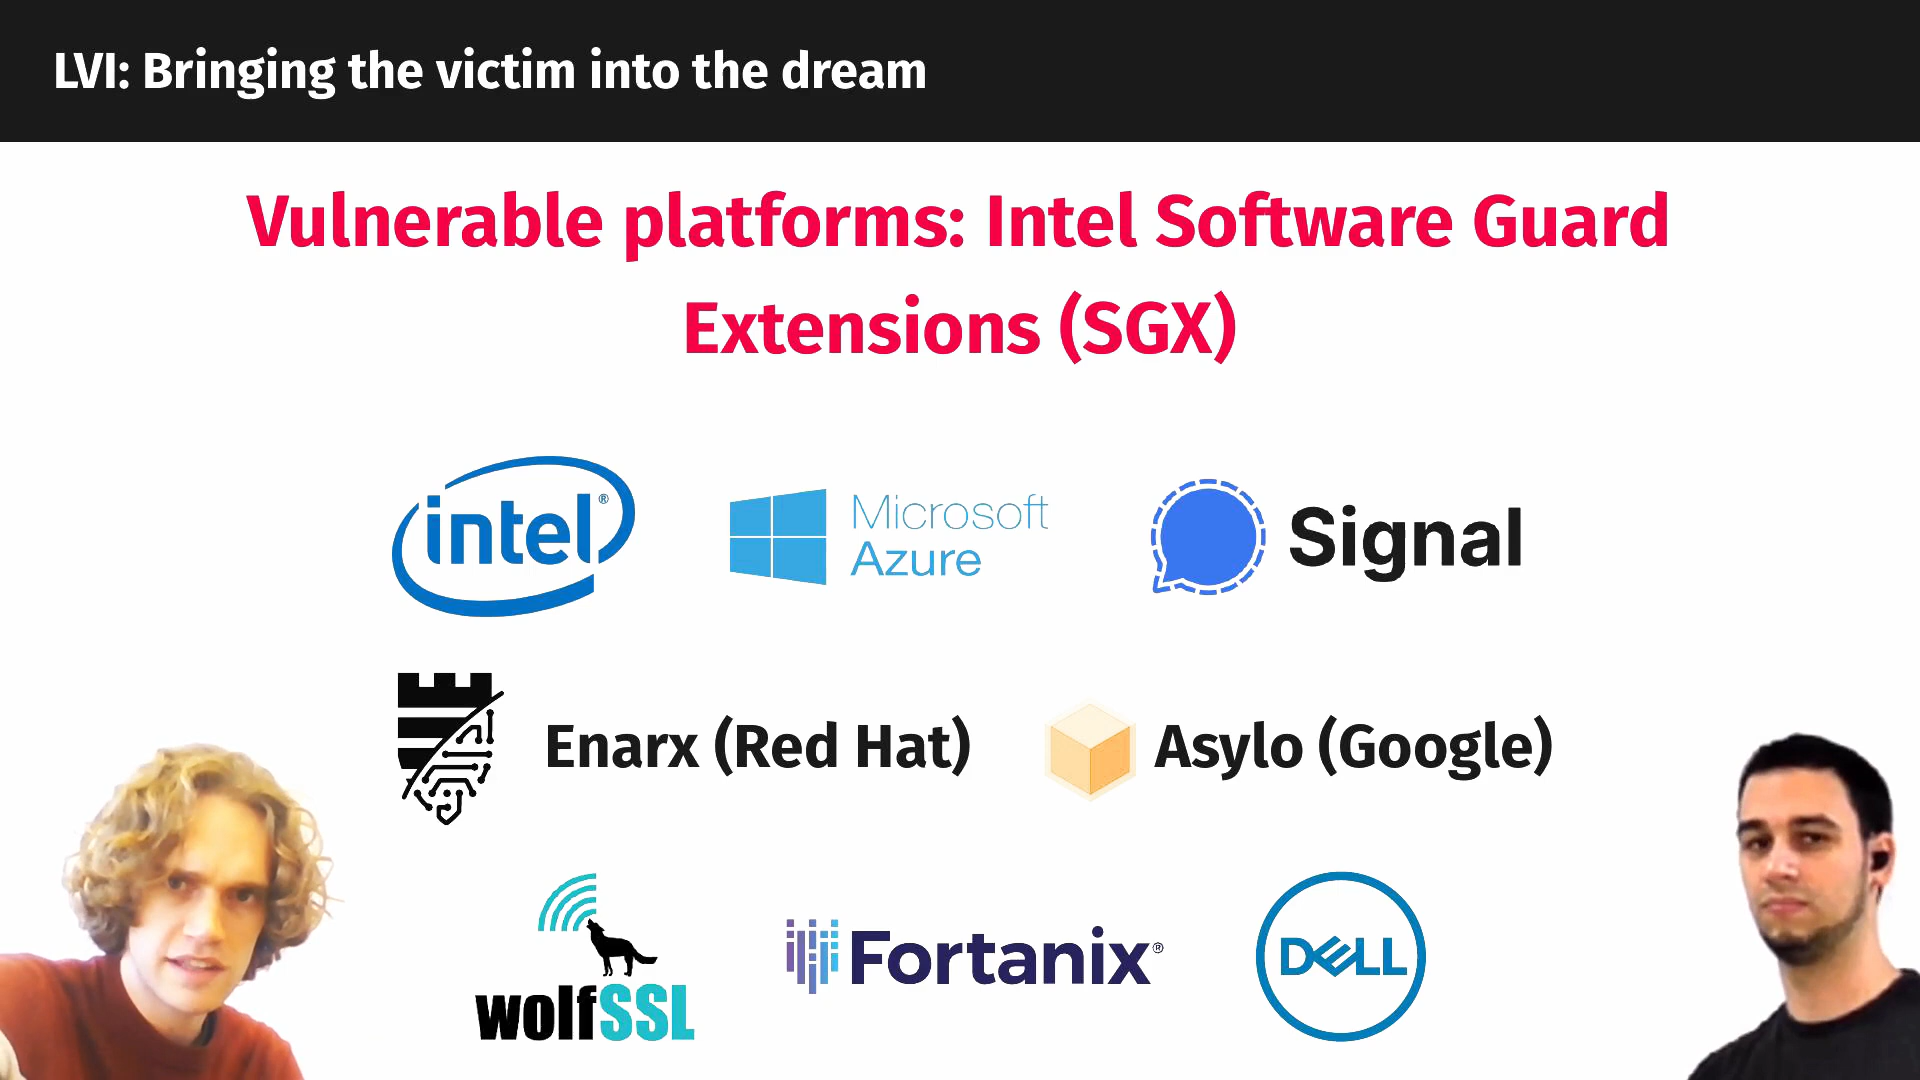 LVI: Bringing the victim into the dream
Vulnerable platforms: Intel Software Guard
Extensions (SGX)
intel®
Microsoft
Azure
Signal
Enarx (Red Hat)
Asylo (Google)
wolfSSL
Fortanix®
DELL